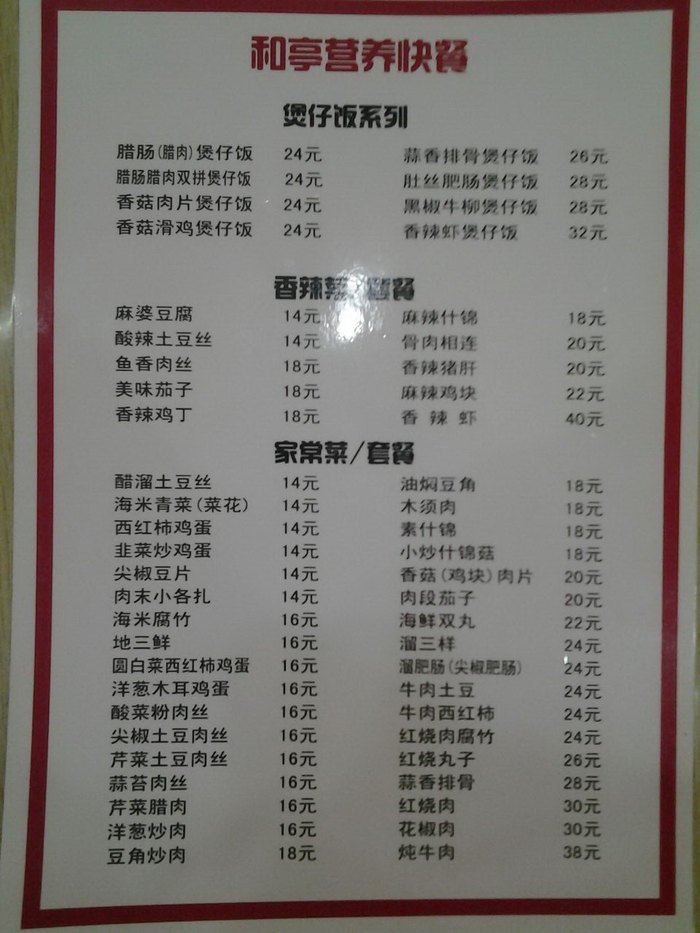 和亭营养快餐
煲仔饭系列
腊肠(腊肉)煲仔饭 24元 蒜香排骨煲仔饭 26元
腊肠腊肉双拼煲仔饭 24元 肚丝肥肠煲仔饭 28元
香菇肉片煲仔饭 24元 黑椒牛柳煲仔饭 28元
香菇滑鸡煲仔饭 24元 香辣虾煲仔饭 32元
香辣菜/套餐
麻婆豆腐 14元 麻辣什锦 18元
酸辣土豆丝 14元 骨肉相连 20元
鱼香肉丝 18元 香辣猪肝 20元
美味茄子 18元 麻辣鸡块 22元
香辣鸡丁 18元 香辣虾 40元
家常菜/套餐
醋溜土豆丝 14元 油焖豆角 18元
海米青菜(菜花) 14元 木须肉 18元
西红柿鸡蛋 14元 素什锦 18元
韭菜炒鸡蛋 14元 小炒什锦菇 18元
尖椒豆片 14元 香菇(鸡块)肉片 20元
肉末小各扎 14元 肉段茄子 20元
海米腐竹 16元 海鲜双丸 22元
地三鲜 16元 溜三样 24元
圆白菜西红柿鸡蛋 16元 溜肥肠(尖椒肥肠) 24元
洋葱木耳鸡蛋 16元 牛肉土豆 24元
酸菜粉肉丝 16元 牛肉西红柿 24元
尖椒土豆肉丝 16元 红烧肉腐竹 24元
芹菜土豆肉丝 16元 红烧丸子 26元
蒜苔肉丝 16元 蒜香排骨 28元
芹菜腊肉 16元 红烧肉 30元
洋葱炒肉 16元 花椒肉 30元
豆角炒肉 18元 炖牛肉 38元